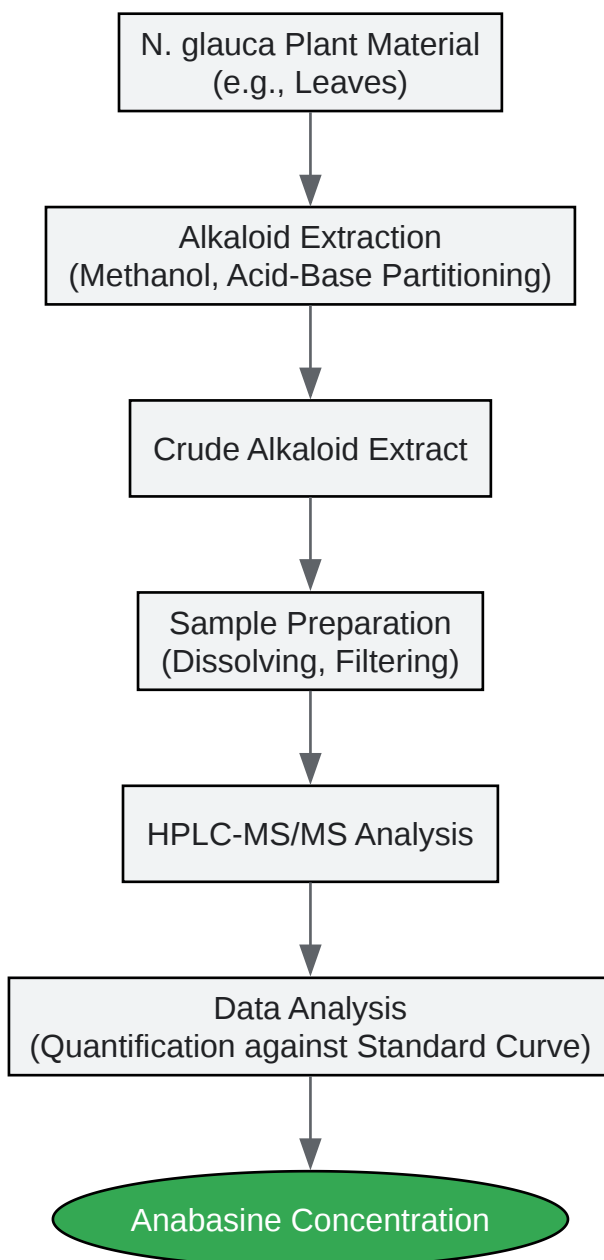 N. glauca Plant Material
(e.g., Leaves)
Alkaloid Extraction
(Methanol, Acid-Base Partitioning)
Crude Alkaloid Extract
Sample Preparation
(Dissolving, Filtering)
HPLC-MS/MS Analysis
Data Analysis
(Quantification against Standard Curve)
Anabasine Concentration